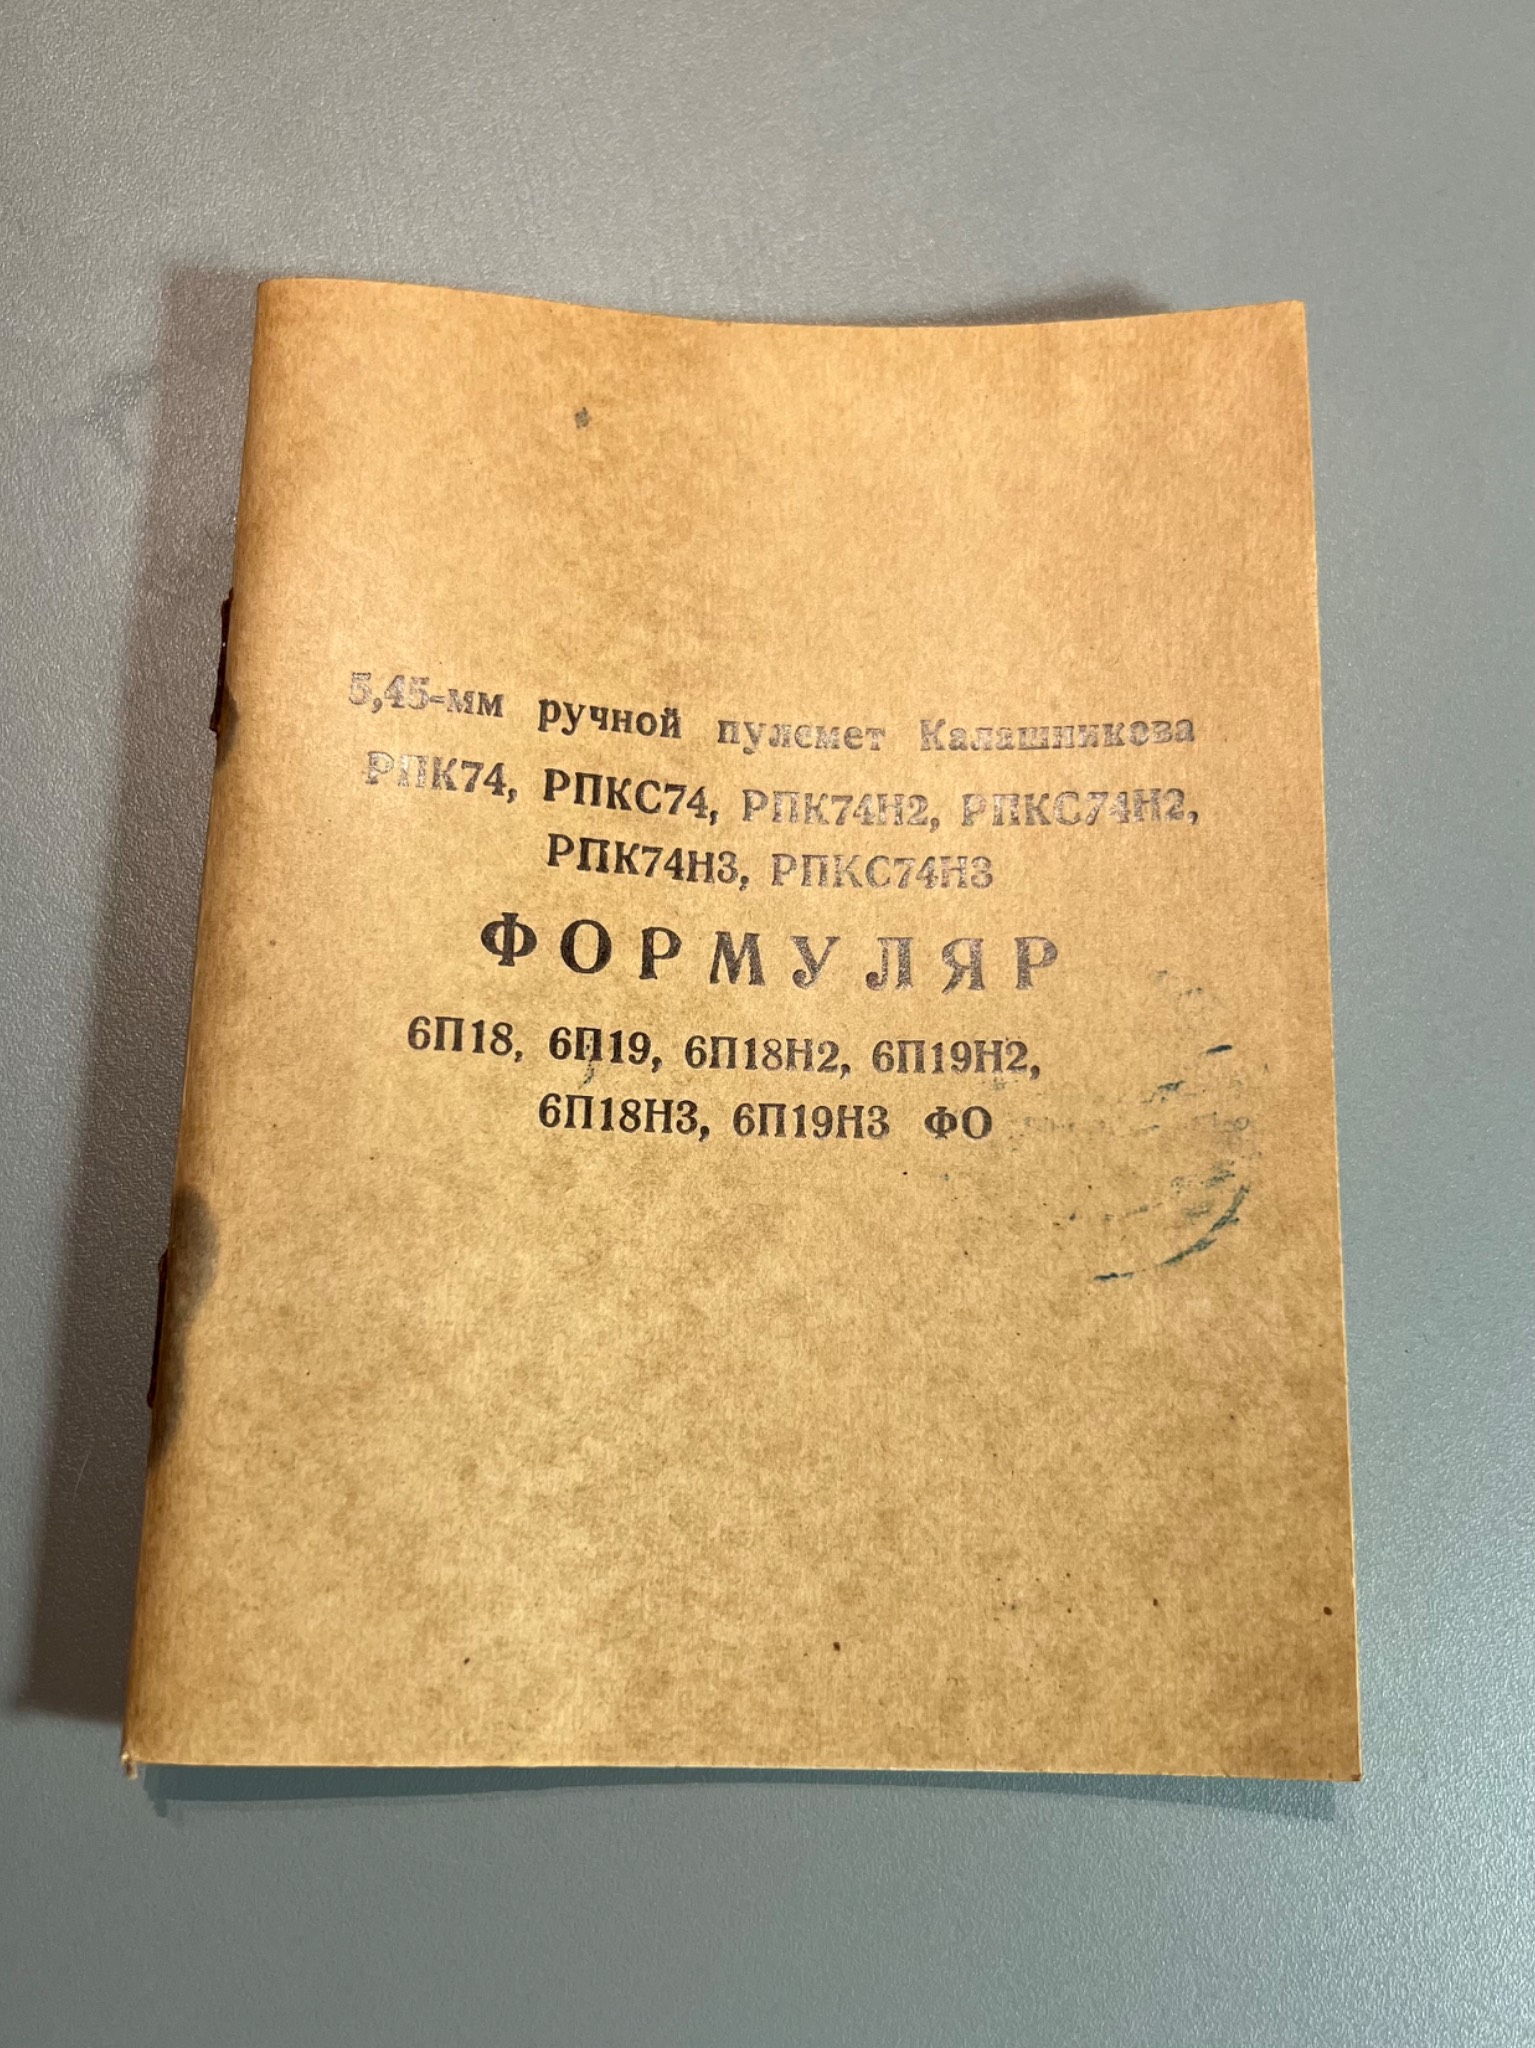 5,45-мм ручной пулемет Калашникова
РПК74, РПКС74, РПК74Н2, РПКС74Н2,
РПК74Н3, РПКС74Н3
ФОРМУЛЯР
6П18, 6П19, 6П18Н2, 6П19Н2,
6П18Н3, 6П19Н3 ФО